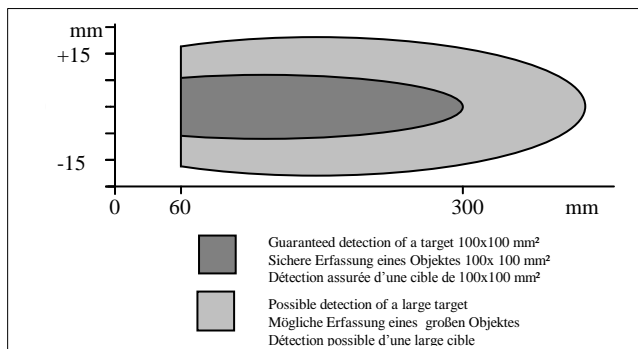 mm
+15
-15
0 60 300 mm
Guaranteed detection of a target 100x100 mm²
Sichere Erfassung eines Objektes 100x 100 mm²
Détection assurée d'une cible de 100x100 mm²
Possible detection of a large target
Mögliche Erfassung eines großen Objektes
Détection possible d'une large cible